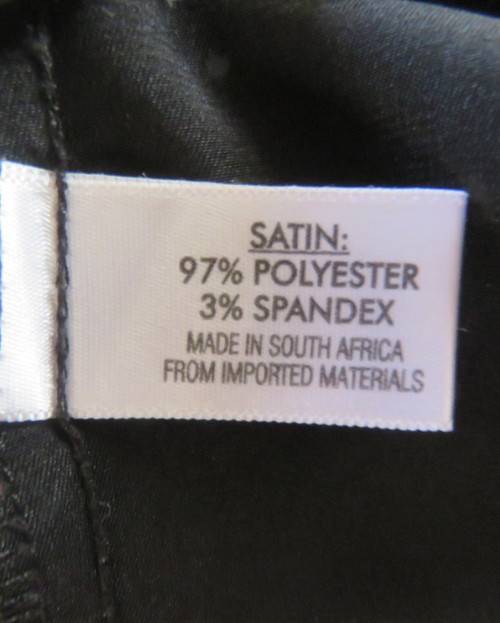 SATIN:
97% POLYESTER
3% SPANDEX
MADE IN SOUTH AFRICA
FROM IMPORTED MATERIALS